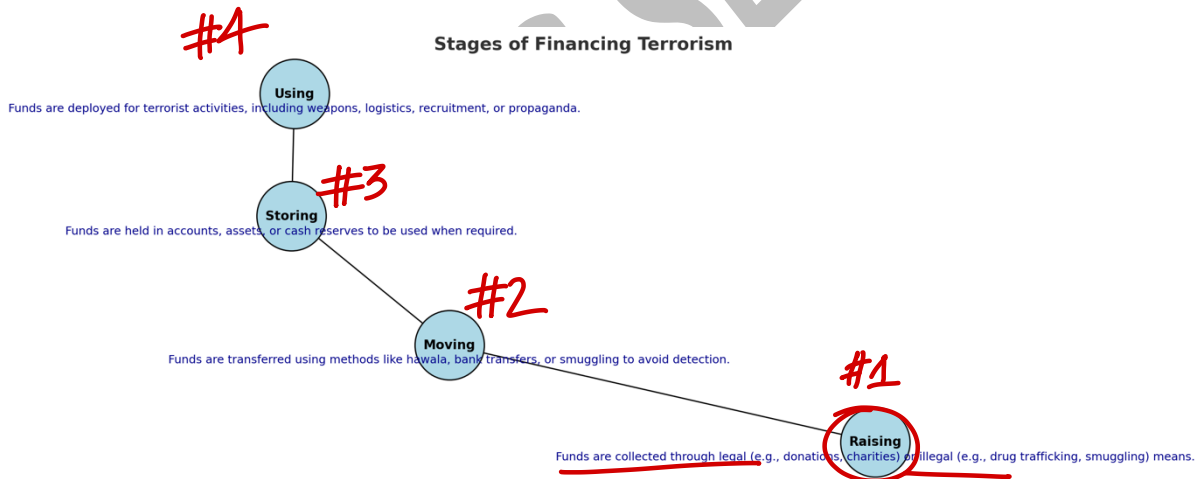 Stages of Financing Terrorism
#4
Using
Funds are deployed for terrorist activities, including weapons, logistics, recruitment, or propaganda.
#3
Storing
Funds are held in accounts, assets, or cash reserves to be used when required.
#2
Moving
Funds are transferred using methods like hawala, bank transfers, or smuggling to avoid detection.
#1
Raising
Funds are collected through legal (e.g., donations, charities) or illegal (e.g., drug trafficking, smuggling) means.